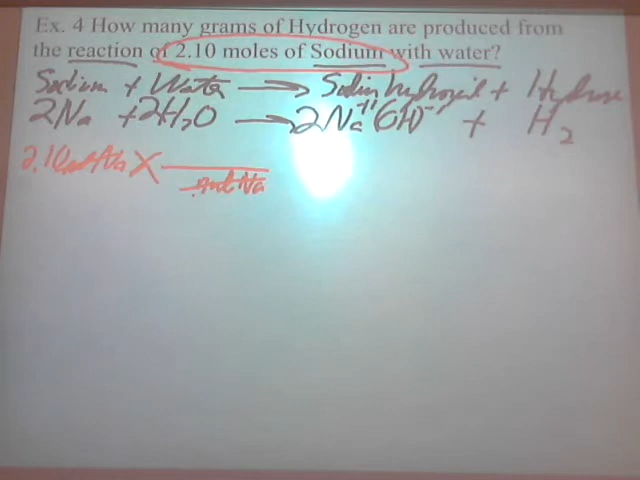 Ex. 4 How many grams of Hydrogen are produced from
the reaction of 2.10 moles of Sodium with water?
Sodium + Water → Sodium hydroxid + Hydrogen
2Na + 2H₂O → 2Na⁺¹(OH)⁻¹ + H₂
2.10 mol Na X
mol Na